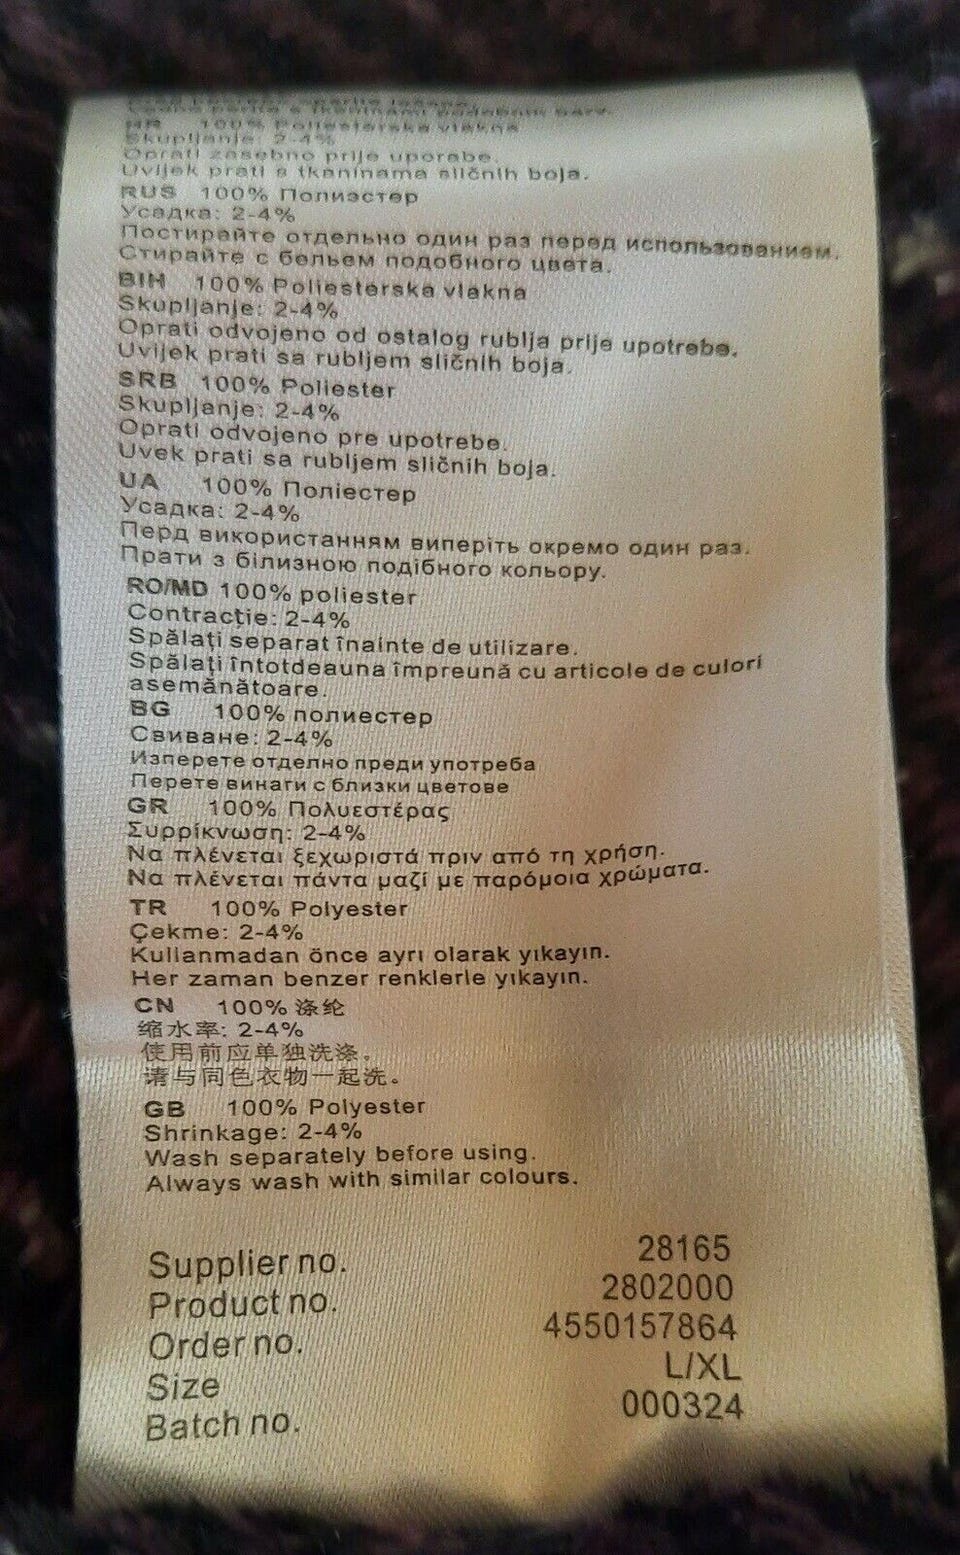 HR 100% Poliesterska vlakna
Skupljanje: 2-4%
Oprati zasebno prije uporabe.
Uvijek prati s tkaninama sličnih boja.
RUS 100% Полиэстер
Усадка: 2-4%
Постирайте отдельно один раз перед использованием.
Стирайте с бельем подобного цвета.
BIH 100% Poliesterska vlakna
Skupljanje: 2-4%
Oprati odvojeno od ostalog rublja prije upotrebe.
Uvijek prati sa rubljem sličnih boja.
SRB 100% Poliester
Skupljanje: 2-4%
Oprati odvojeno pre upotrebe.
Uvek prati sa rubljem sličnih boja.
UA 100% Поліестер
Усадка: 2-4%
Перд використанням виперіть окремо один раз.
Прати з білизною подібного кольору.
RO/MD 100% poliester
Contracţie: 2-4%
Spălaţi separat înainte de utilizare.
Spălaţi întotdeauna împreună cu articole de culori
asemănătoare.
BG 100% полиестер
Свиване: 2-4%
Изперете отделно преди употреба
Перете винаги с близки цветове
GR 100% Πολυεστέρας
Συρρίκνωση: 2-4%
Να πλένεται ξεχωριστά πριν από τη χρήση.
Να πλένεται πάντα μαζί με παρόμοια χρώματα.
TR 100% Polyester
Çekme: 2-4%
Kullanmadan önce ayrı olarak yıkayın.
Her zaman benzer renklerle yıkayın.
CN 100% 涤纶
缩水率: 2-4%
使用前应单独洗涤。
请与同色衣物一起洗。
GB 100% Polyester
Shrinkage: 2-4%
Wash separately before using.
Always wash with similar colours.
Supplier no. 28165
Product no. 2802000
Order no. 4550157864
Size L/XL
Batch no. 000324